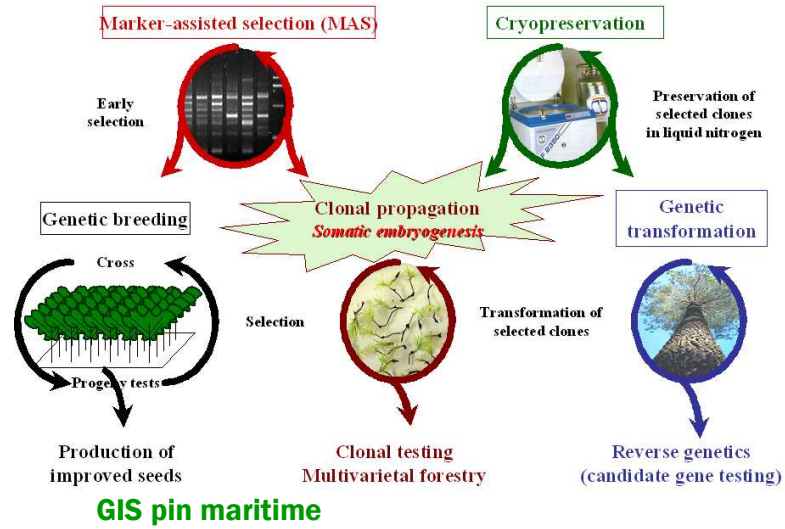 Marker-assisted selection (MAS)
Cryopreservation
Early
selection
Preservation of
selected clones
in liquid nitrogen
Genetic breeding
Clonal propagation
Somatic embryogenesis
Genetic
transformation
Cross
Selection
Transformation of
selected clones
Progeny tests
Production of
improved seeds
Clonal testing
Multivarietal forestry
Reverse genetics
(candidate gene testing)
GIS pin maritime